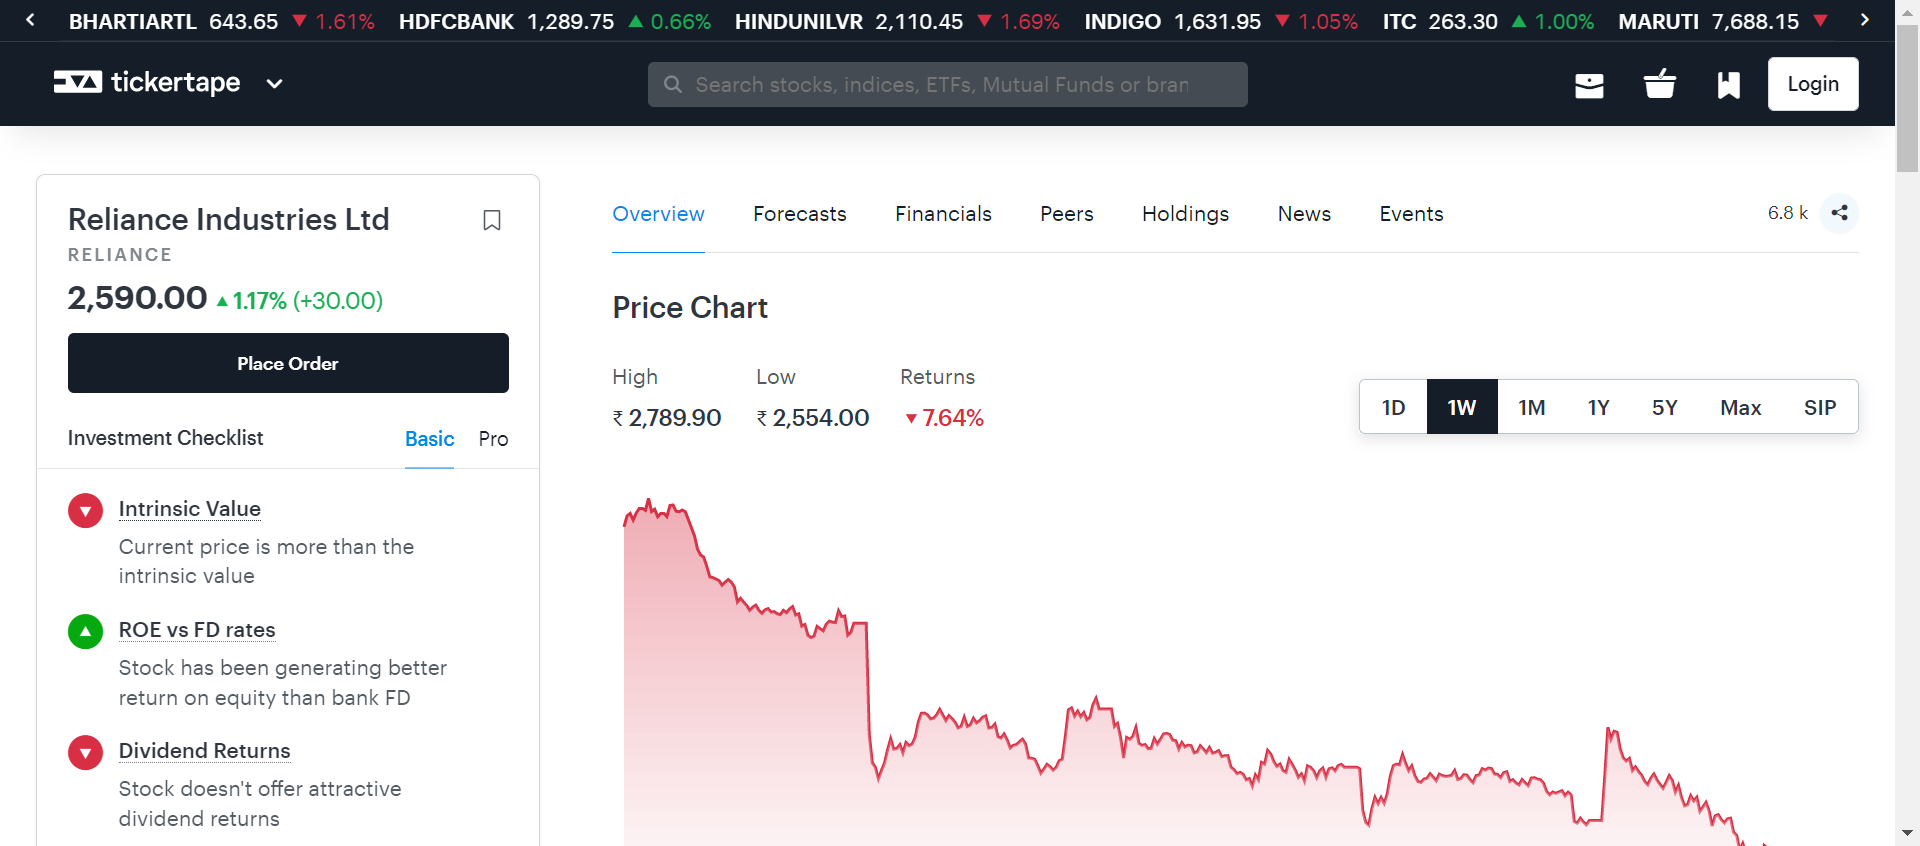 BHARTIARTL 643.65 ▼ 1.61% HDFCBANK 1,289.75 ▲ 0.66% HINDUNILVR 2,110.45 ▼ 1.69% INDIGO 1,631.95 ▼ 1.05% ITC 263.30 ▲ 1.00% MARUTI 7,688.15 ▼
tickertape
Search stocks, indices, ETFs, Mutual Funds or bran
Login
Reliance Industries Ltd
RELIANCE
2,590.00 ▲ 1.17% (+30.00)
Place Order
Investment Checklist Basic Pro
Intrinsic Value
Current price is more than the
intrinsic value
ROE vs FD rates
Stock has been generating better
return on equity than bank FD
Dividend Returns
Stock doesn't offer attractive
dividend returns
Overview Forecasts Financials Peers Holdings News Events 6.8 k
Price Chart
High Low Returns
₹ 2,789.90 ₹ 2,554.00 ▼ 7.64%
1D 1W 1M 1Y 5Y Max SIP